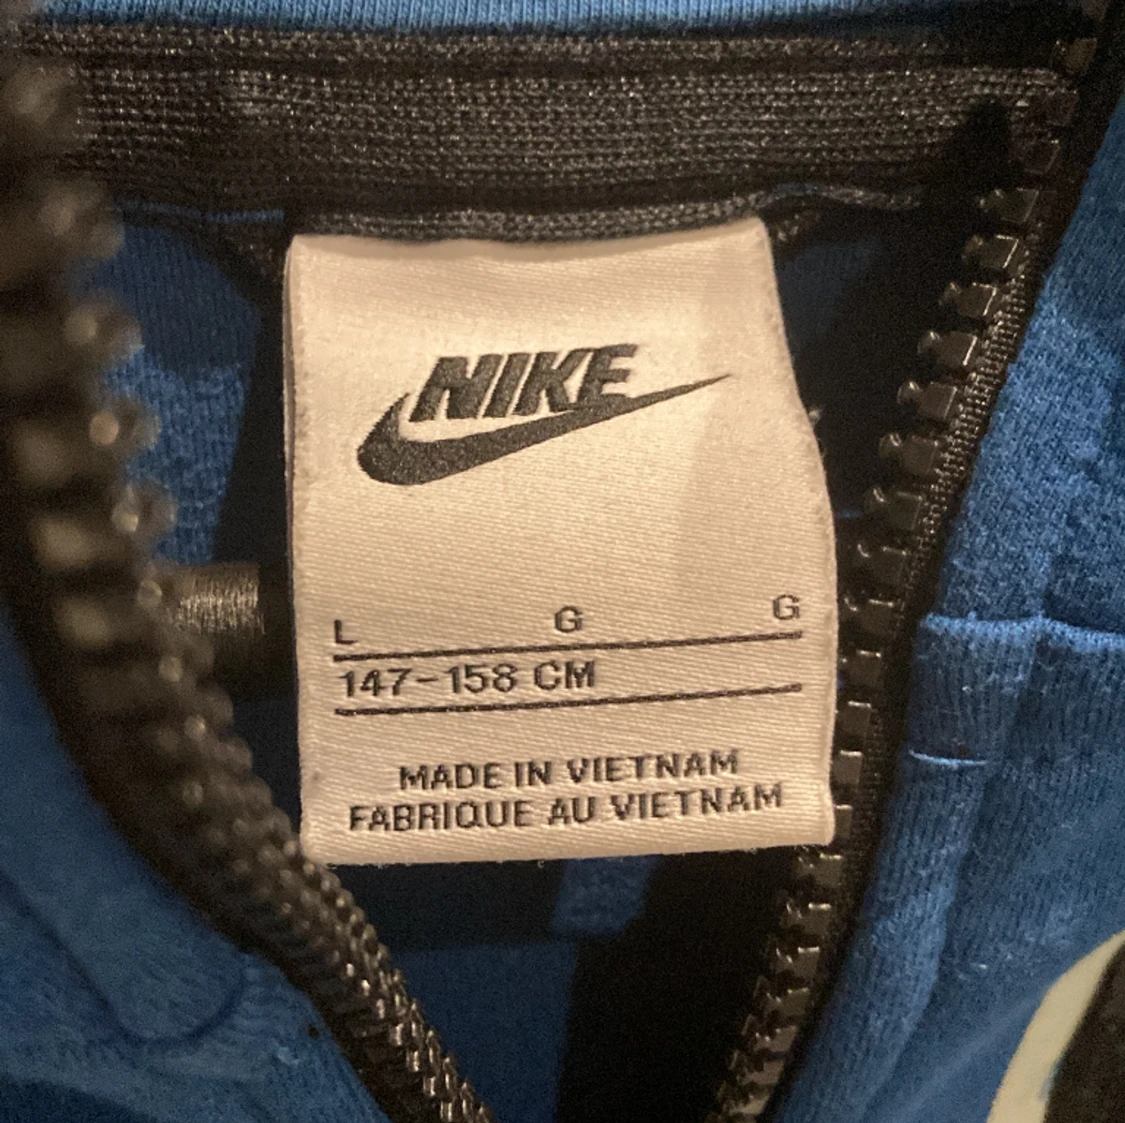 NIKE
L G G
147-158 CM
MADE IN VIETNAM
FABRIQUE AU VIETNAM